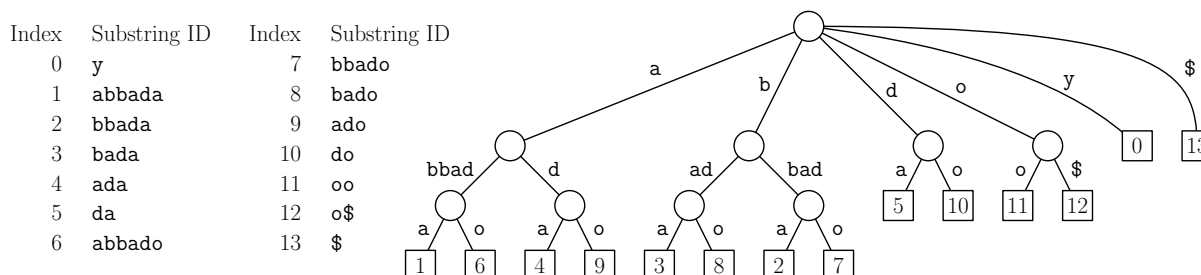 Index Substring ID Index Substring ID
0 y 7 bbado
1 abbada 8 bado
2 bbada 9 ado
3 bada 10 do
4 ada 11 oo
5 da 12 o$
6 abbado 13 $
a b d o y $
bbad d ad bad a o o $
0 13
5 10 11 12
a o a o a o a o
1 6 4 9 3 8 2 7